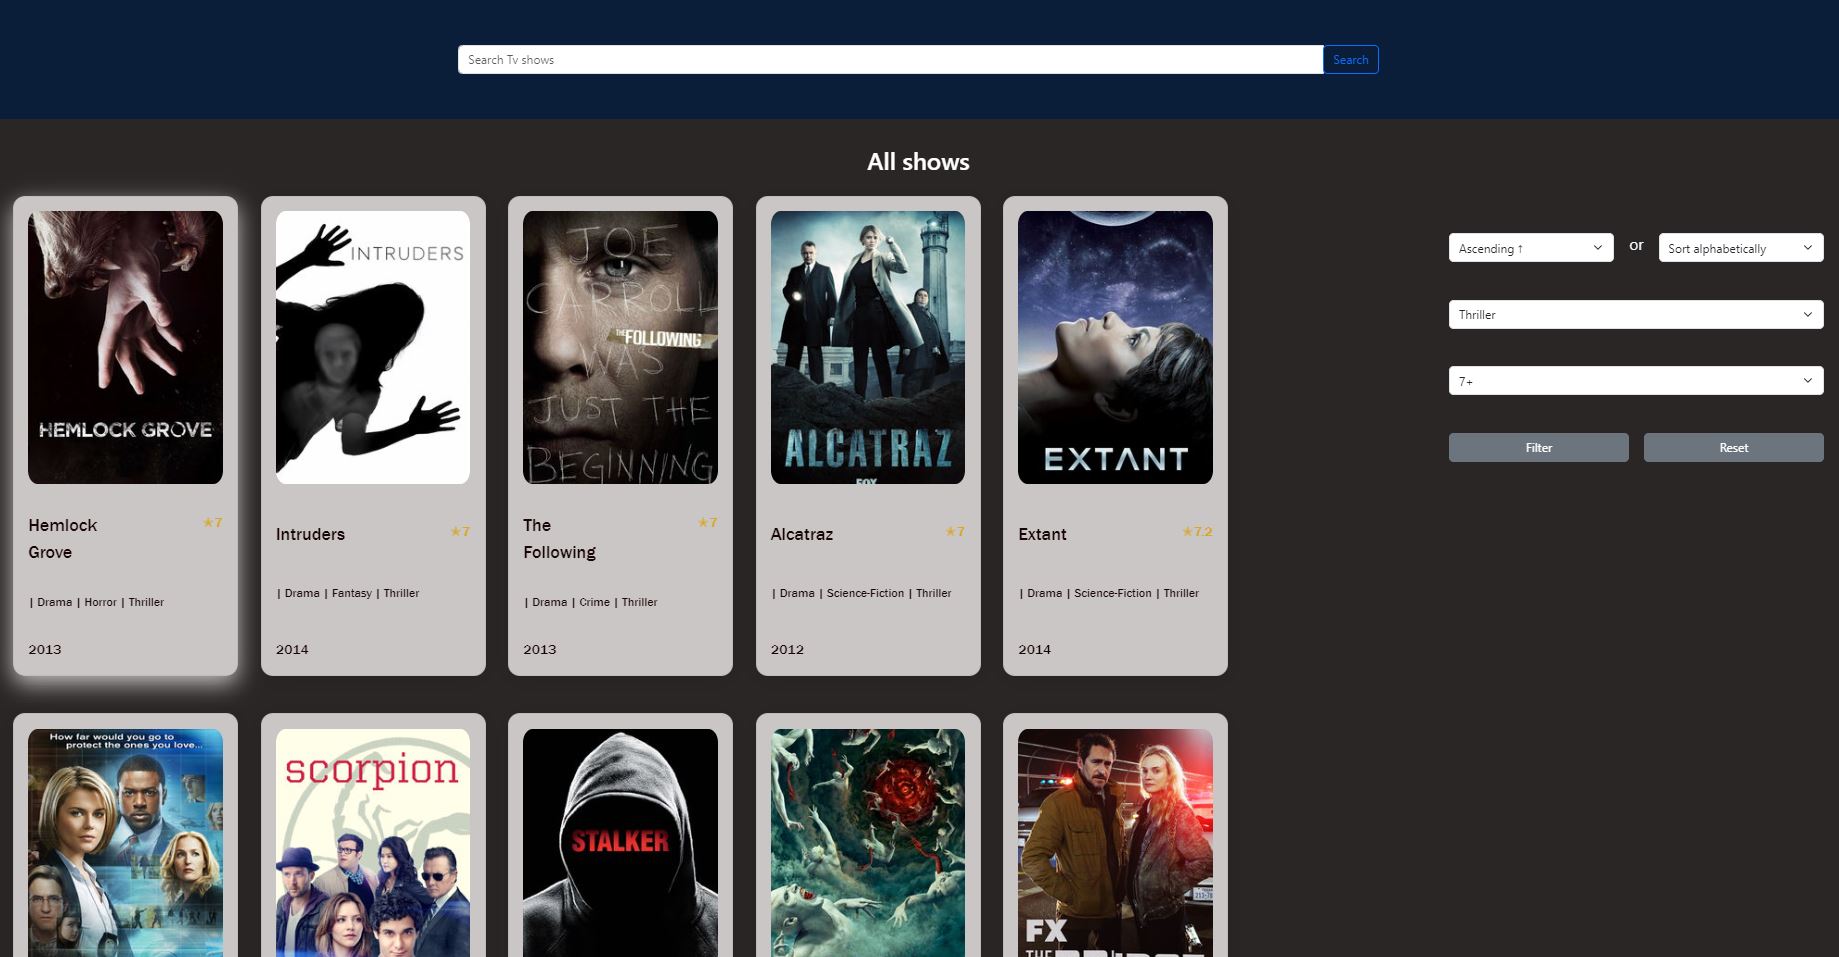 Search Tv shows
Search
All shows
Ascending ↑
or
Sort alphabetically
Thriller
7+
Filter
Reset
HEMLOCK GROVE
INTRUDERS
JOE
CARROLL
THE FOLLOWING
WAS
JUST THE
BEGINNING
ALCATRAZ
FOX
EXTANT
Hemlock
Grove
★7
Intruders
★7
The
Following
★7
Alcatraz
★7
Extant
★7.2
| Drama | Horror | Thriller
| Drama | Fantasy | Thriller
| Drama | Crime | Thriller
| Drama | Science-Fiction | Thriller
| Drama | Science-Fiction | Thriller
2013
2014
2013
2012
2014
How far would you go to
protect the ones you love...
scorpion
STALKER
FX
THE